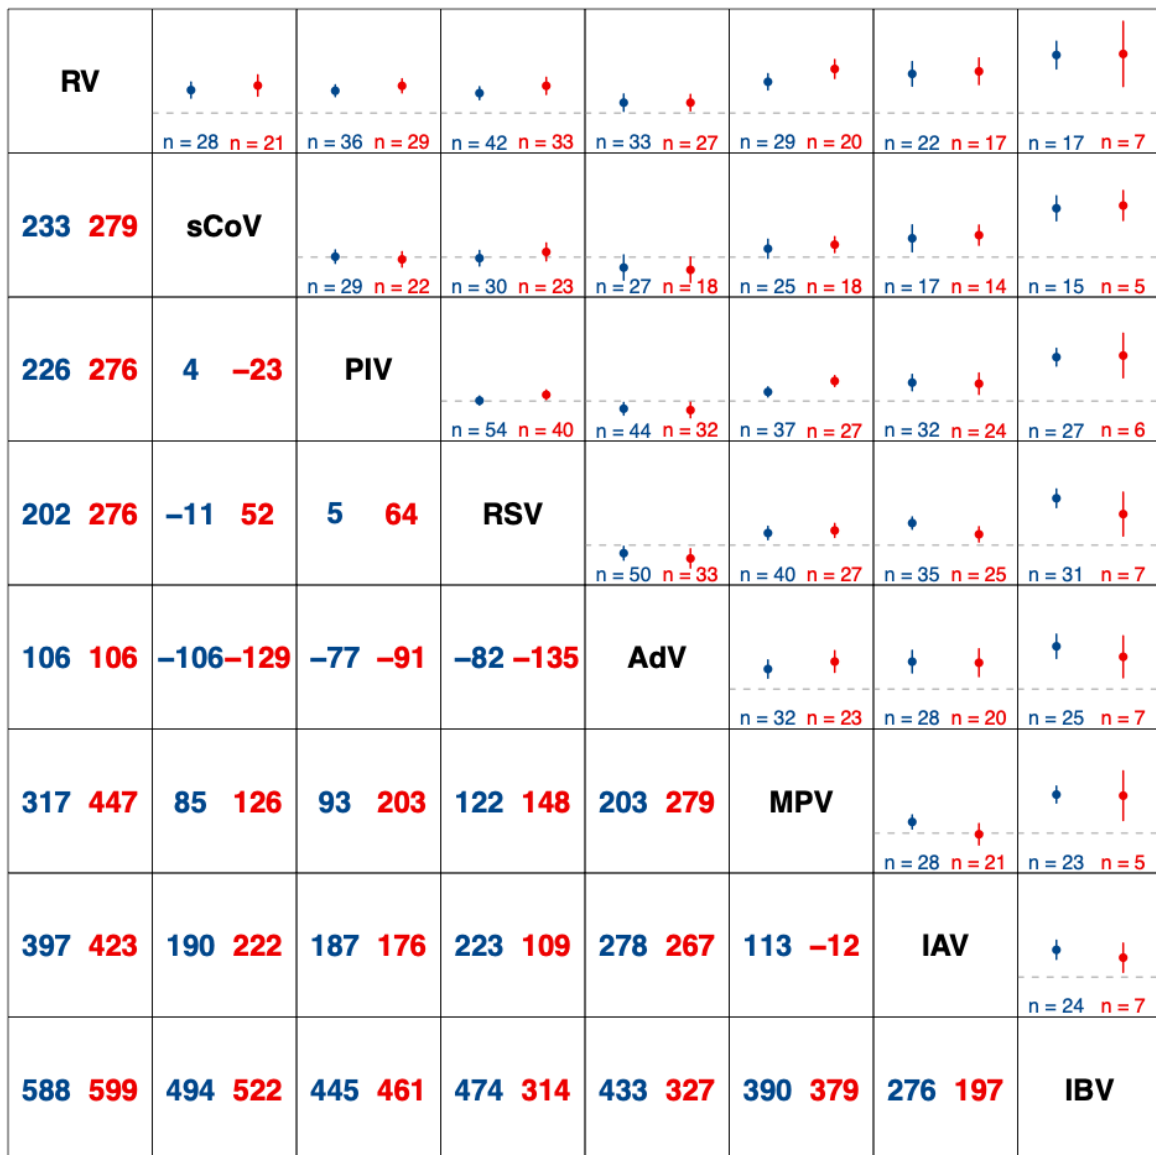 RV
n = 28 n = 21 n = 36 n = 29 n = 42 n = 33 n = 33 n = 27 n = 29 n = 20 n = 22 n = 17 n = 17 n = 7
233 279 sCoV
n = 29 n = 22 n = 30 n = 23 n = 27 n = 18 n = 25 n = 18 n = 17 n = 14 n = 15 n = 5
226 276 4 −23 PIV
n = 54 n = 40 n = 44 n = 32 n = 37 n = 27 n = 32 n = 24 n = 27 n = 6
202 276 −11 52 5 64 RSV
n = 50 n = 33 n = 40 n = 27 n = 35 n = 25 n = 31 n = 7
106 106 −106 −129 −77 −91 −82 −135 AdV
n = 32 n = 23 n = 28 n = 20 n = 25 n = 7
317 447 85 126 93 203 122 148 203 279 MPV
n = 28 n = 21 n = 23 n = 5
397 423 190 222 187 176 223 109 278 267 113 −12 IAV
n = 24 n = 7
588 599 494 522 445 461 474 314 433 327 390 379 276 197 IBV